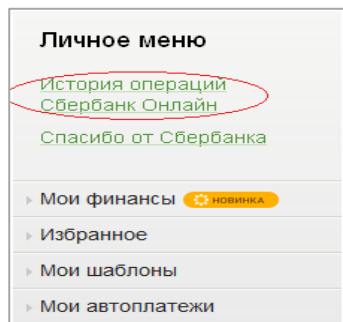 Личное меню
История операций
Сбербанк Онлайн
Спасибо от Сбербанка
Мои финансы НОВИНКА
Избранное
Мои шаблоны
Мои автоплатежи